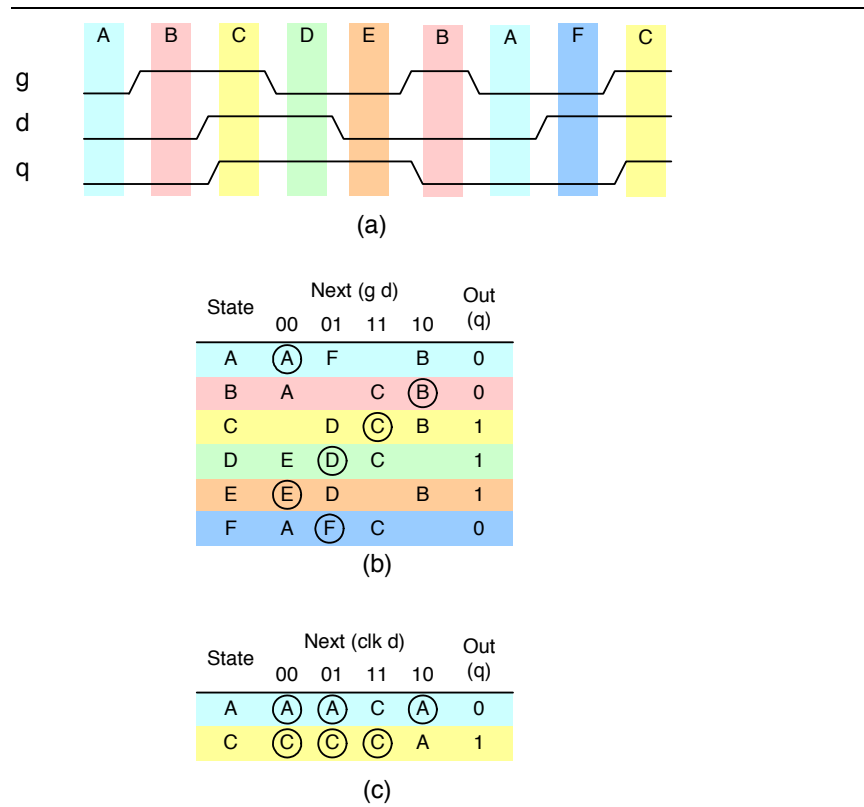 A B C D E B A F C
g
d
q
(a)
Next (g d) Out
State (q)
00 01 11 10
A A F B 0
B A C B 0
C D C B 1
D E D C 1
E E D B 1
F A F C 0
(b)
Next (clk d) Out
State (q)
00 01 11 10
A A A C A 0
C C C C A 1
(c)